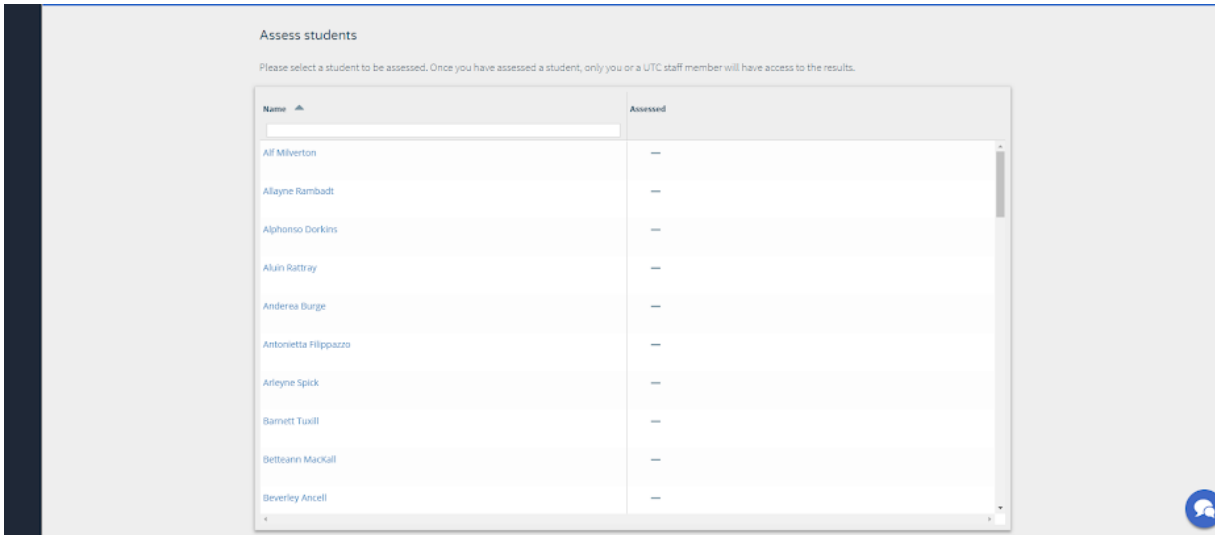 Assess students
Please select a student to be assessed. Once you have assessed a student, only you or a UTC staff member will have access to the results.
Name Assessed
Alf Milverton —
Allayne Rambadt —
Alphonso Dorkins —
Aluin Rattray —
Anderea Burge —
Antonietta Filippazzo —
Arleyne Spick —
Barnett Tuxill —
Betteann MacKall —
Beverley Ancell —